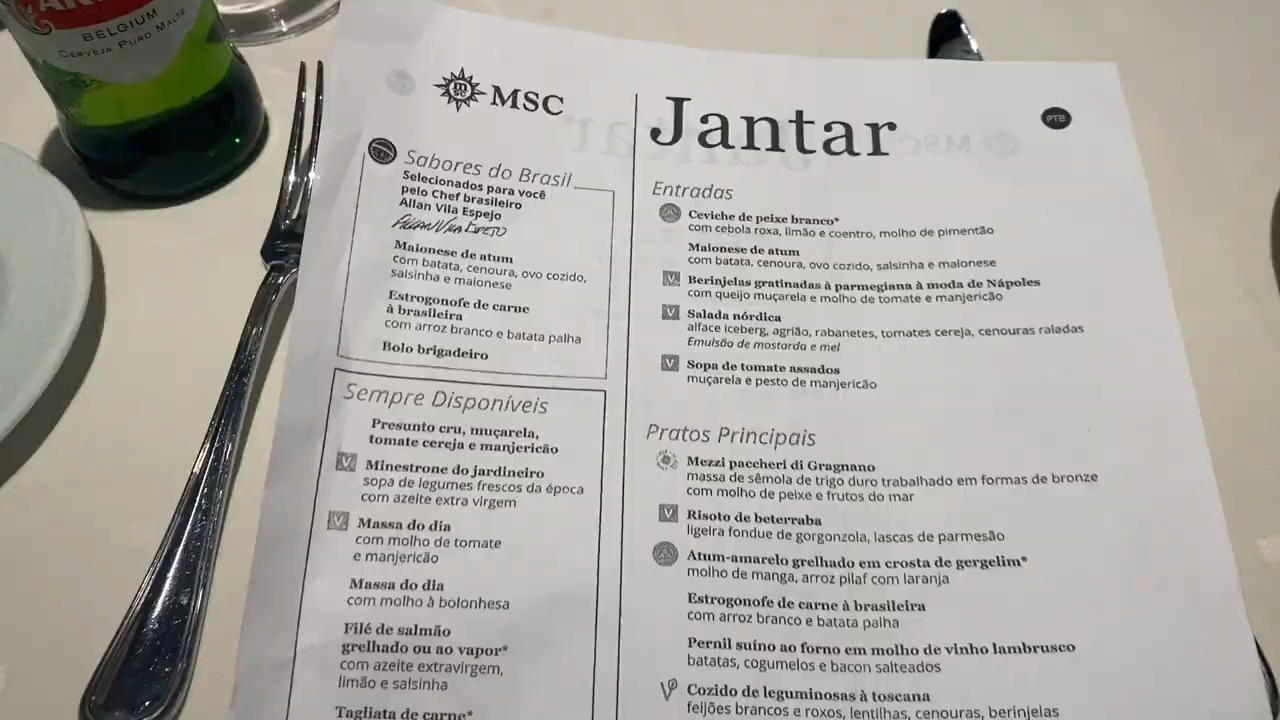 BELGIUM
CERVEJA PURO MALTE
MSC
Jantar
PTB
Sabores do Brasil
Selecionados para você
pelo Chef brasileiro
Allan Vila Espejo
ALLAN VILA ESPEJO
Maionese de atum
com batata, cenoura, ovo cozido,
salsinha e maionese
Estrogonofe de carne
à brasileira
com arroz branco e batata palha
Bolo brigadeiro
Sempre Disponíveis
Presunto cru, muçarela,
tomate cereja e manjericão
V Minestrone do jardineiro
sopa de legumes frescos da época
com azeite extra virgem
V Massa do dia
com molho de tomate
e manjericão
Massa do dia
com molho à bolonhesa
Filé de salmão
grelhado ou ao vapor*
com azeite extravirgem,
limão e salsinha
Tagliata de carne*
Entradas
Ceviche de peixe branco*
com cebola roxa, limão e coentro, molho de pimentão
Maionese de atum
com batata, cenoura, ovo cozido, salsinha e maionese
V Berinjelas gratinadas à parmegiana à moda de Nápoles
com queijo muçarela e molho de tomate e manjericão
V Salada nórdica
alface iceberg, agrião, rabanetes, tomates cereja, cenouras raladas
Emulsão de mostarda e mel
V Sopa de tomate assados
muçarela e pesto de manjericão
Pratos Principais
Mezzi paccheri di Gragnano
massa de sêmola de trigo duro trabalhado em formas de bronze
com molho de peixe e frutos do mar
V Risoto de beterraba
ligeira fondue de gorgonzola, lascas de parmesão
Atum-amarelo grelhado em crosta de gergelim*
molho de manga, arroz pilaf com laranja
Estrogonofe de carne à brasileira
com arroz branco e batata palha
Pernil suíno ao forno em molho de vinho lambrusco
batatas, cogumelos e bacon salteados
Cozido de leguminosas à toscana
feijões brancos e roxos, lentilhas, cenouras, berinjelas